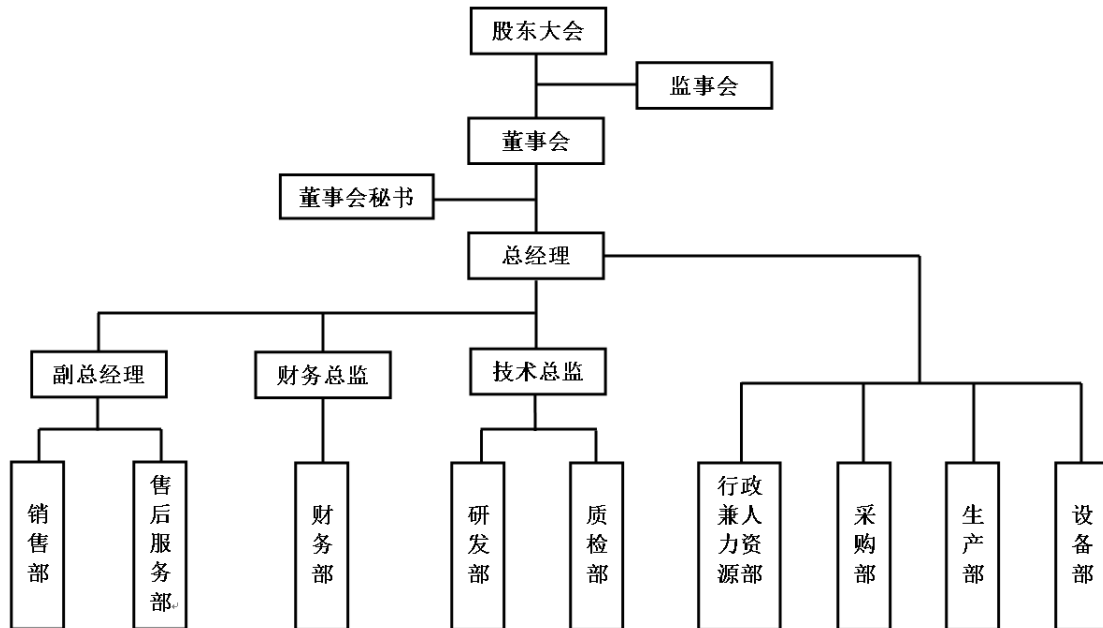 股东大会
监事会
董事会
董事会秘书
总经理
副总经理
财务总监
技术总监
销售部
售后服务部
财务部
研发部
质检部
行政兼人力资源部
采购部
生产部
设备部